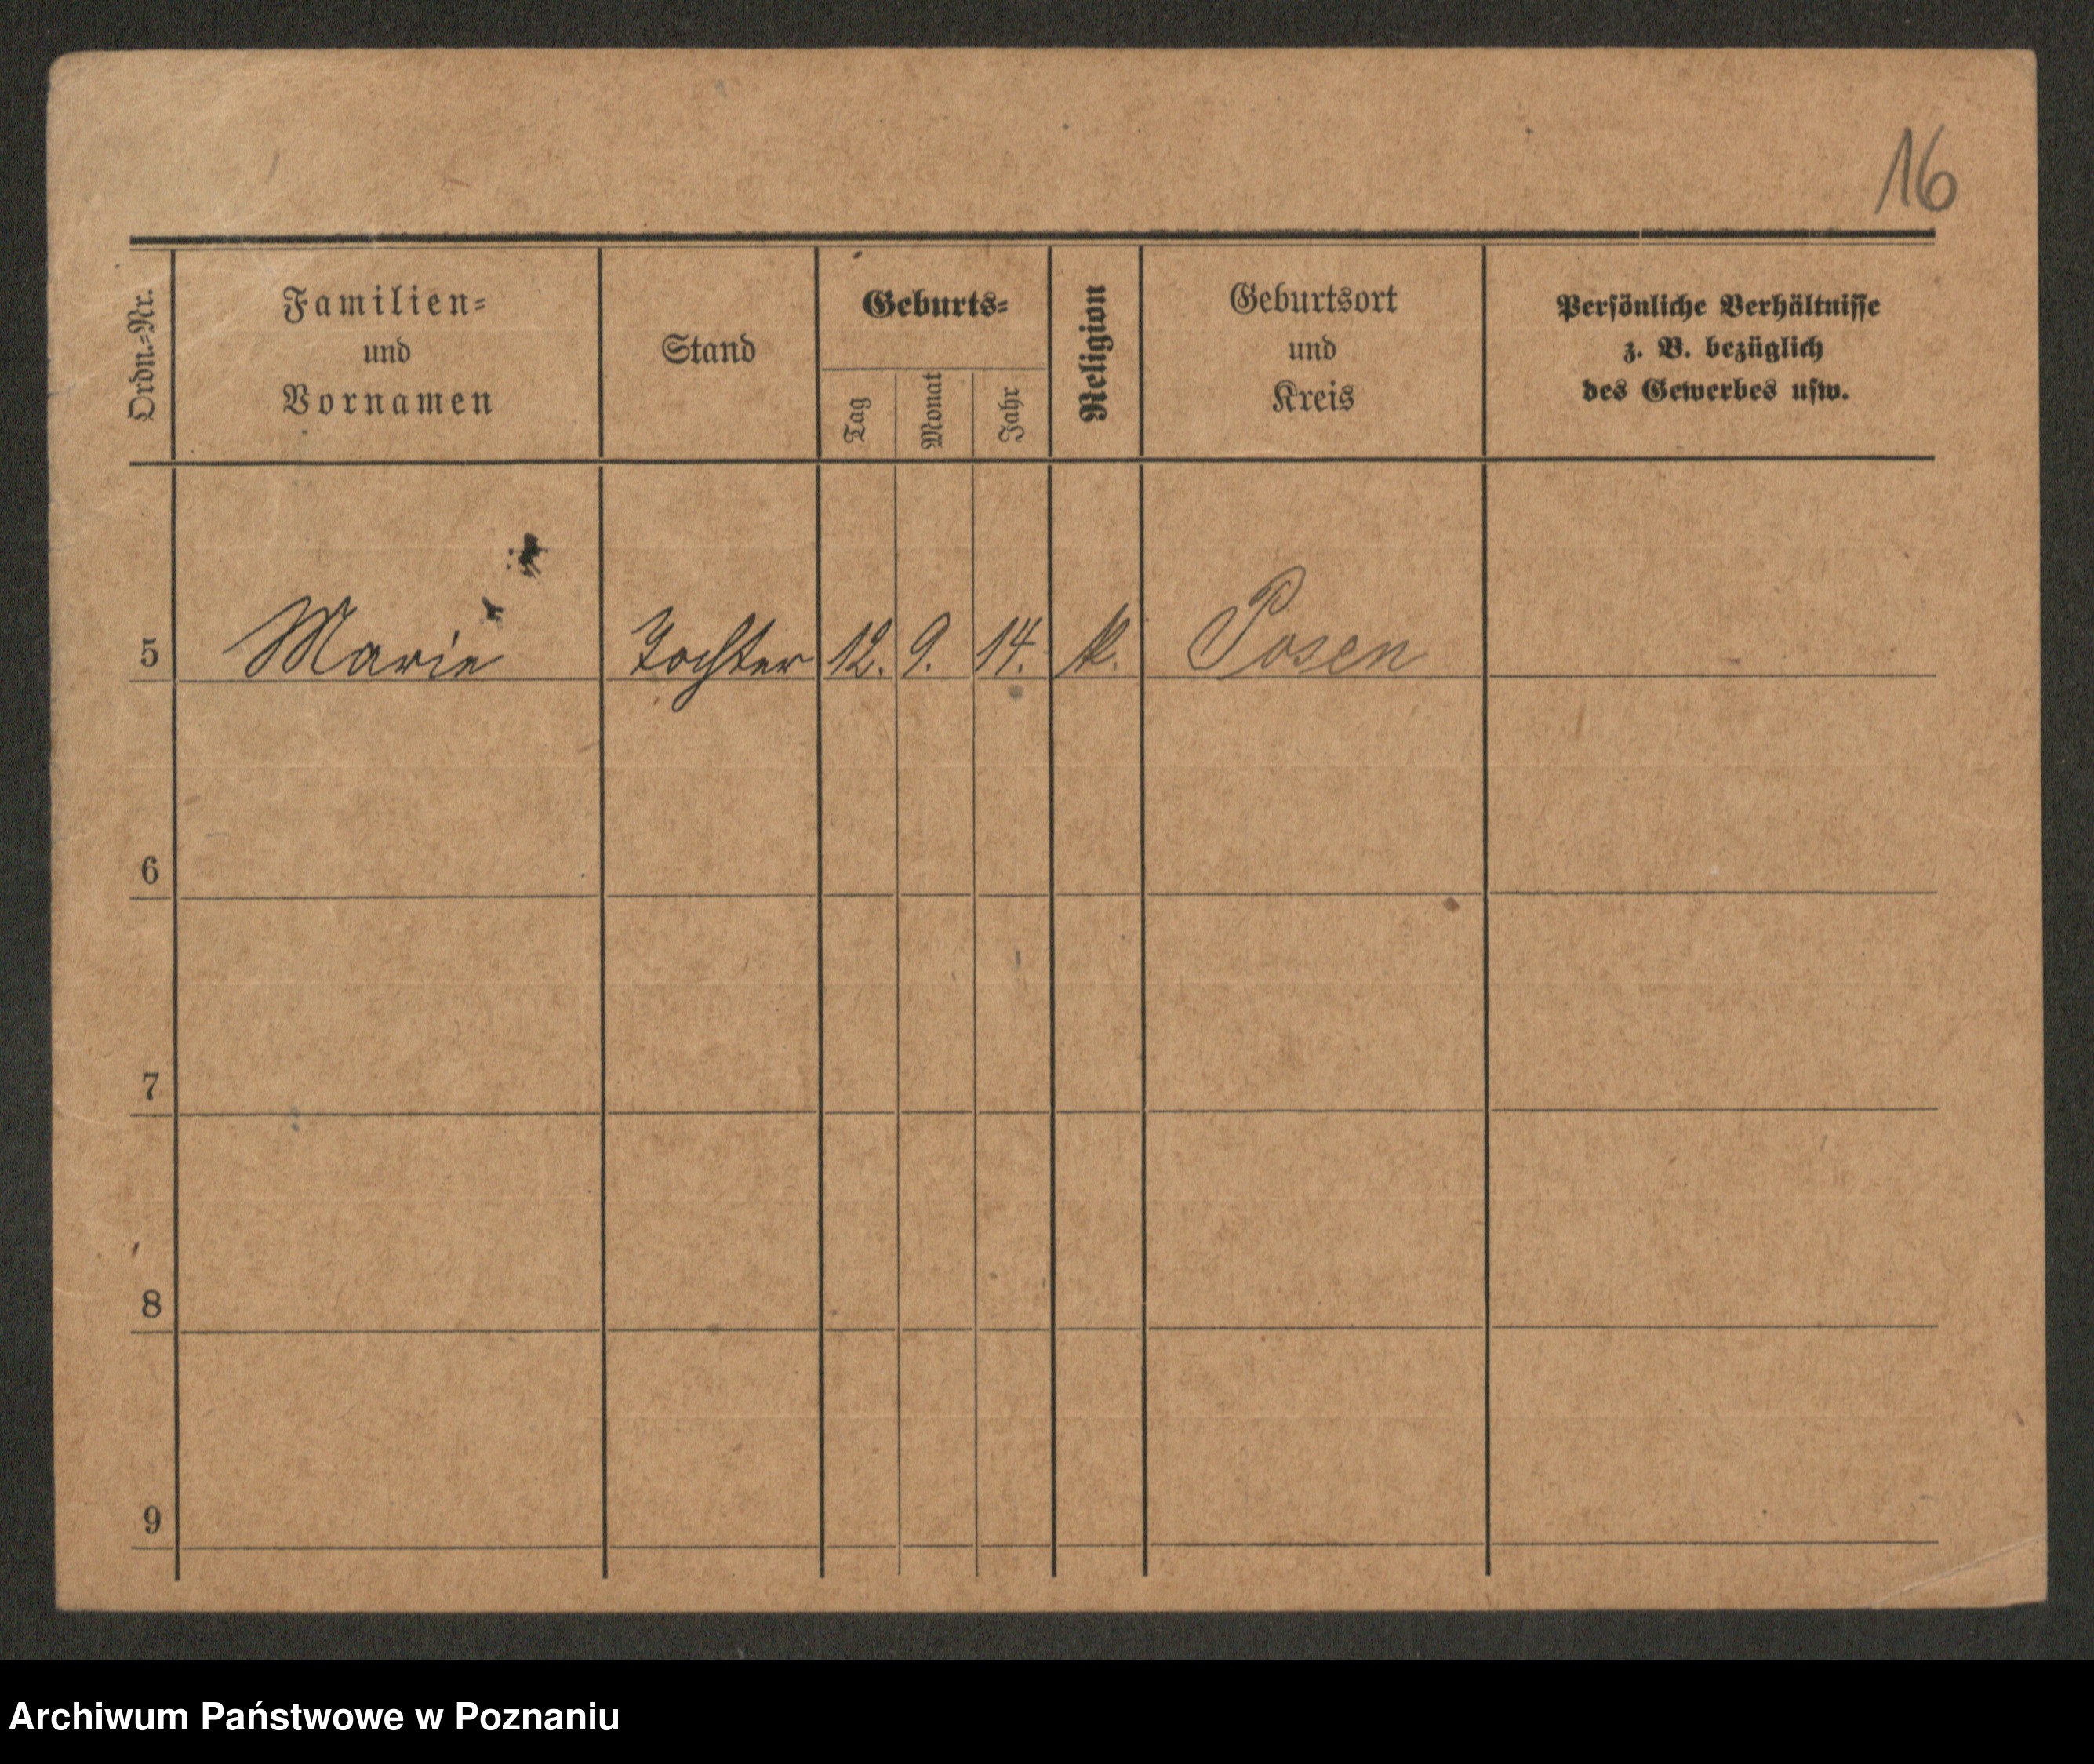 16
Ordn.-Nr.
Familien-
und
Vornamen
Stand
Geburts-
Tag
Monat
Jahr
Religion
Geburtsort
und
Kreis
Persönliche Verhältnisse
z. B. bezüglich
des Gewerbes usw.
5 Marie Tochter 12. 9. 14. k. Posen
6
7
8
9
Archiwum Państwowe w Poznaniu